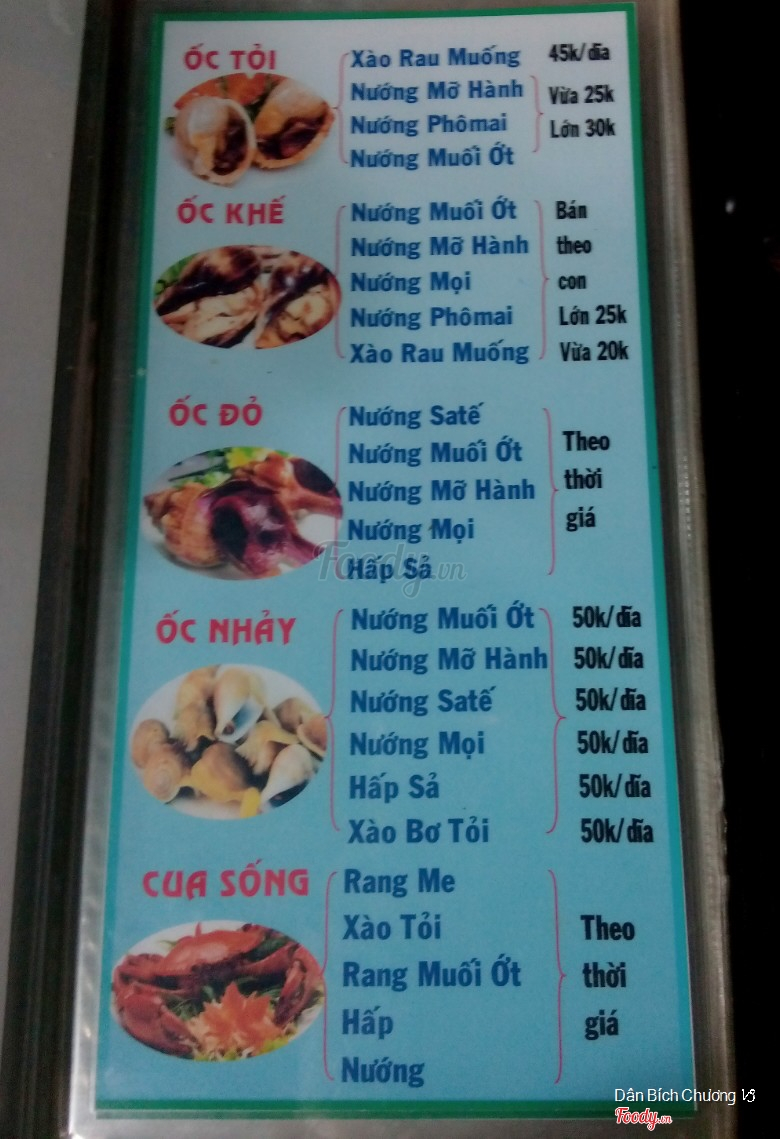 ỐC TỎI
Xào Rau Muống 45k/dĩa
Nướng Mỡ Hành Vừa 25k
Nướng Phômai Lớn 30k
Nướng Muối Ớt
ỐC KHẾ
Nướng Muối Ớt Bán
Nướng Mỡ Hành theo
Nướng Mọi con
Nướng Phômai Lớn 25k
Xào Rau Muống Vừa 20k
ỐC ĐỎ
Nướng Satế
Nướng Muối Ớt Theo
Nướng Mỡ Hành thời
Nướng Mọi giá
Hấp Sả
Foody.vn
ỐC NHẢY
Nướng Muối Ớt 50k/dĩa
Nướng Mỡ Hành 50k/dĩa
Nướng Satế 50k/dĩa
Nướng Mọi 50k/dĩa
Hấp Sả 50k/dĩa
Xào Bơ Tỏi 50k/dĩa
CUA SỐNG
Rang Me
Xào Tỏi Theo
Rang Muối Ớt thời
Hấp giá
Nướng
Dân Bích Chương
Foody.vn